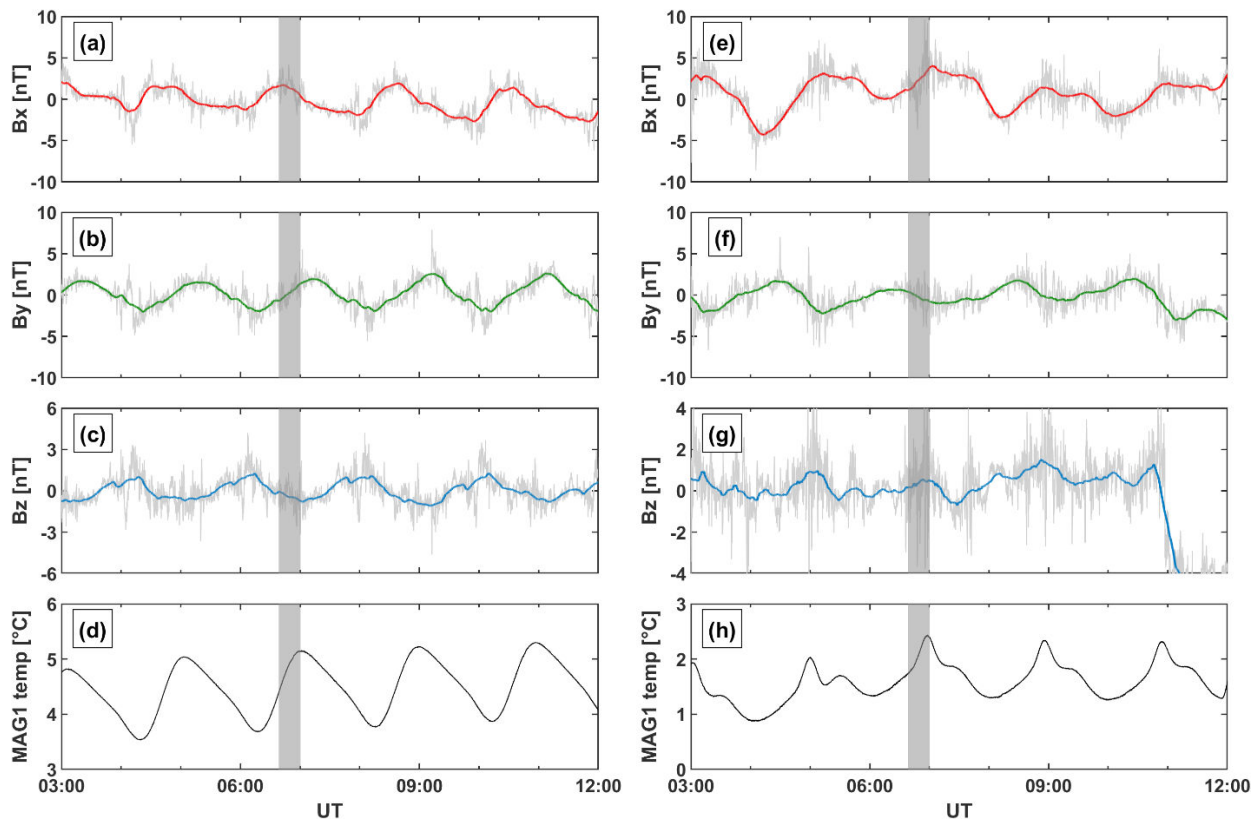 (a)
Bx [nT]
10
5
0
-5
-10
(b)
By [nT]
10
5
0
-5
-10
(c)
Bz [nT]
6
3
0
-3
-6
(d)
MAG1 temp [°C]
6
5
4
3
03:00 06:00 09:00 12:00
UT
(e)
Bx [nT]
10
5
0
-5
-10
(f)
By [nT]
10
5
0
-5
-10
(g)
Bz [nT]
4
2
0
-2
-4
(h)
MAG1 temp [°C]
3
2
1
0
03:00 06:00 09:00 12:00
UT